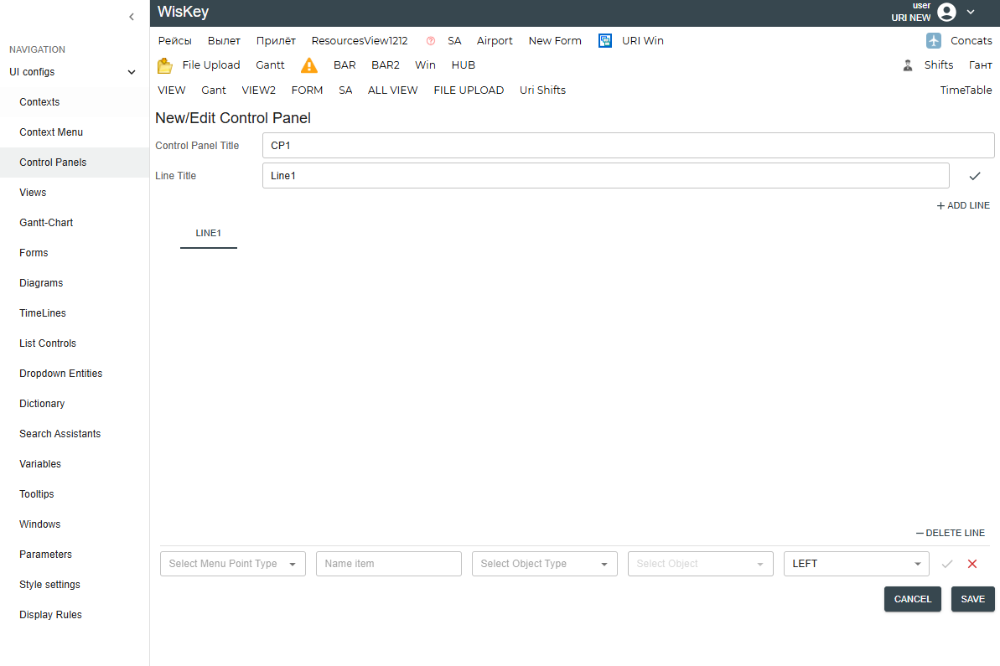 WisKey
user
URI NEW
NAVIGATION
UI configs
Contexts
Context Menu
Control Panels
Views
Gantt-Chart
Forms
Diagrams
TimeLines
List Controls
Dropdown Entities
Dictionary
Search Assistants
Variables
Tooltips
Windows
Parameters
Style settings
Display Rules
Рейсы Вылет Прилёт ResourcesView1212 SA Airport New Form URI Win Concats
File Upload Gantt BAR BAR2 Win HUB Shifts Гант
VIEW Gant VIEW2 FORM SA ALL VIEW FILE UPLOAD Uri Shifts TimeTable
New/Edit Control Panel
Control Panel Title CP1
Line Title Line1
+ ADD LINE
LINE1
— DELETE LINE
Select Menu Point Type Name item Select Object Type Select Object LEFT
CANCEL SAVE